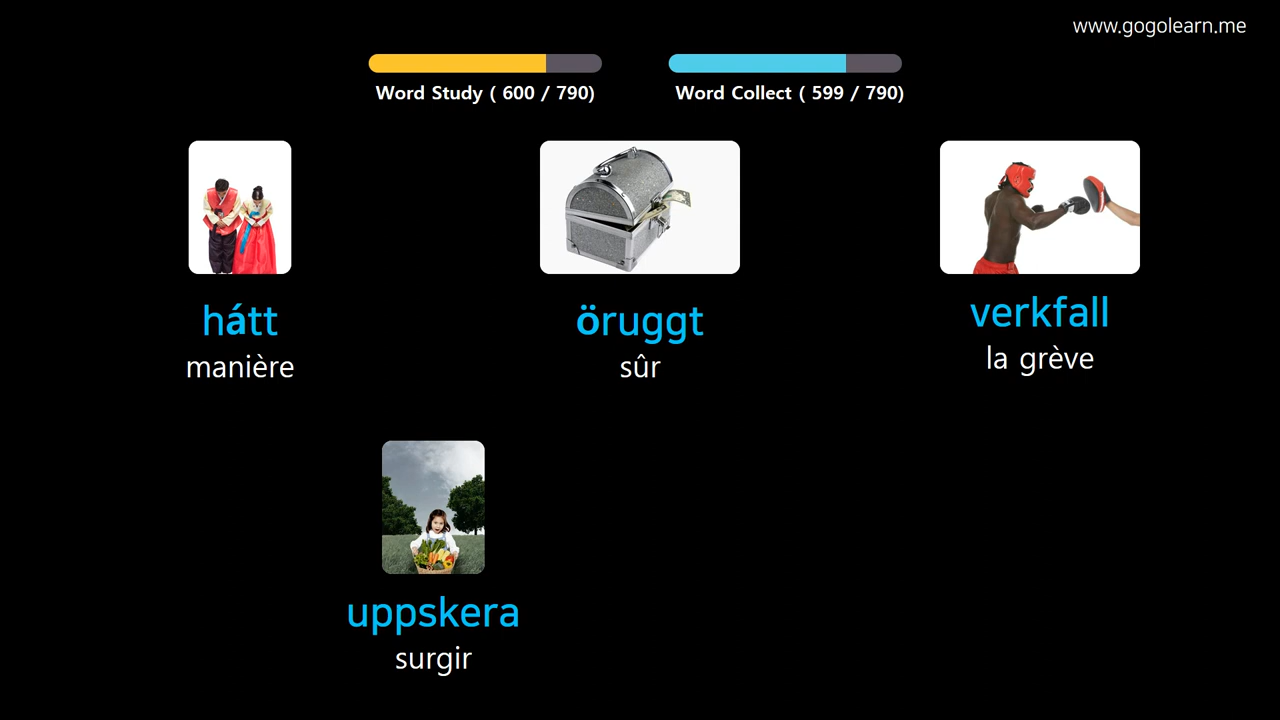 www.gogolearn.me
Word Study ( 600 / 790)
Word Collect ( 599 / 790)
hátt
manière
öruggt
sûr
verkfall
la grève
uppskera
surgir